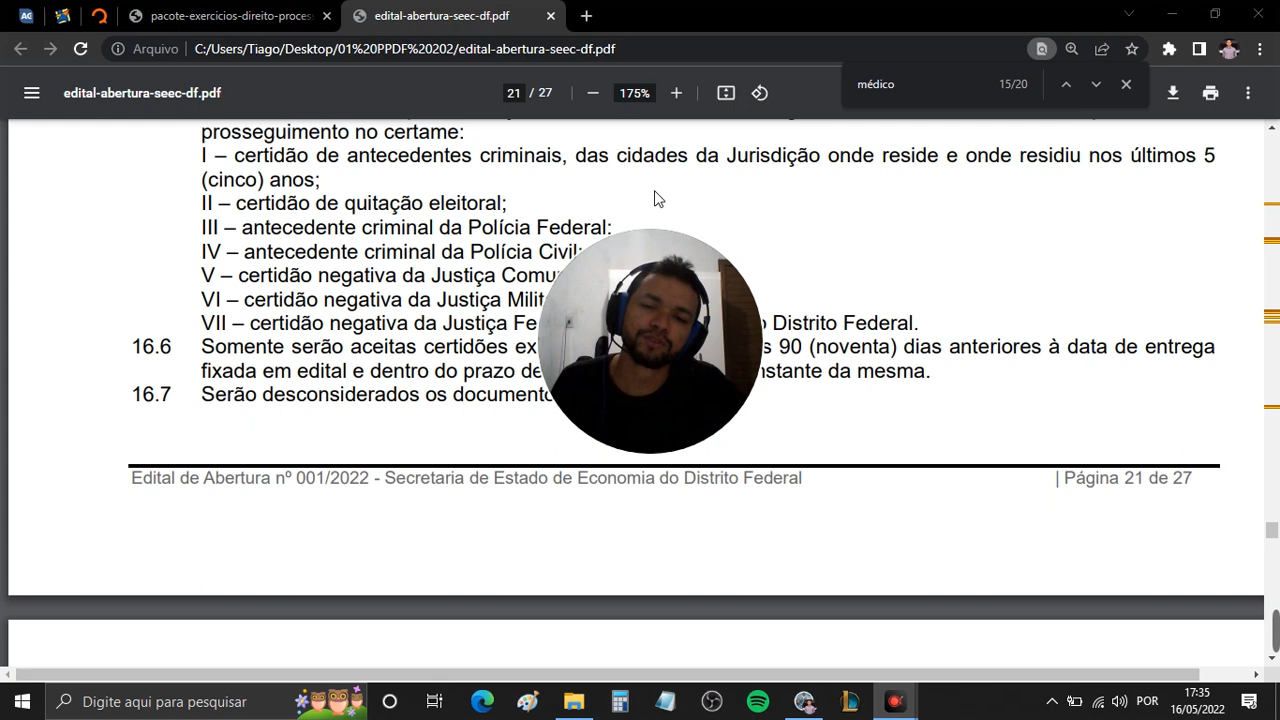 pacote-exercicios-direito-proces
edital-abertura-seec-df.pdf
Arquivo
C:/Users/Tiago/Desktop/01%20PPDF%20202/edital-abertura-seec-df.pdf
médico
15/20
edital-abertura-seec-df.pdf
21 / 27
175%
prosseguimento no certame:
I – certidão de antecedentes criminais, das cidades da Jurisdição onde reside e onde residiu nos últimos 5
(cinco) anos;
II – certidão de quitação eleitoral;
III – antecedente criminal da Polícia Federal;
IV – antecedente criminal da Polícia Civil;
V – certidão negativa da Justiça Comu
VI – certidão negativa da Justiça Milit
VII – certidão negativa da Justiça Fe o Distrito Federal.
16.6 Somente serão aceitas certidões ex s 90 (noventa) dias anteriores à data de entrega
fixada em edital e dentro do prazo de nstante da mesma.
16.7 Serão desconsiderados os documento
Edital de Abertura nº 001/2022 - Secretaria de Estado de Economia do Distrito Federal
| Página 21 de 27
Digite aqui para pesquisar
POR
17:35
16/05/2022